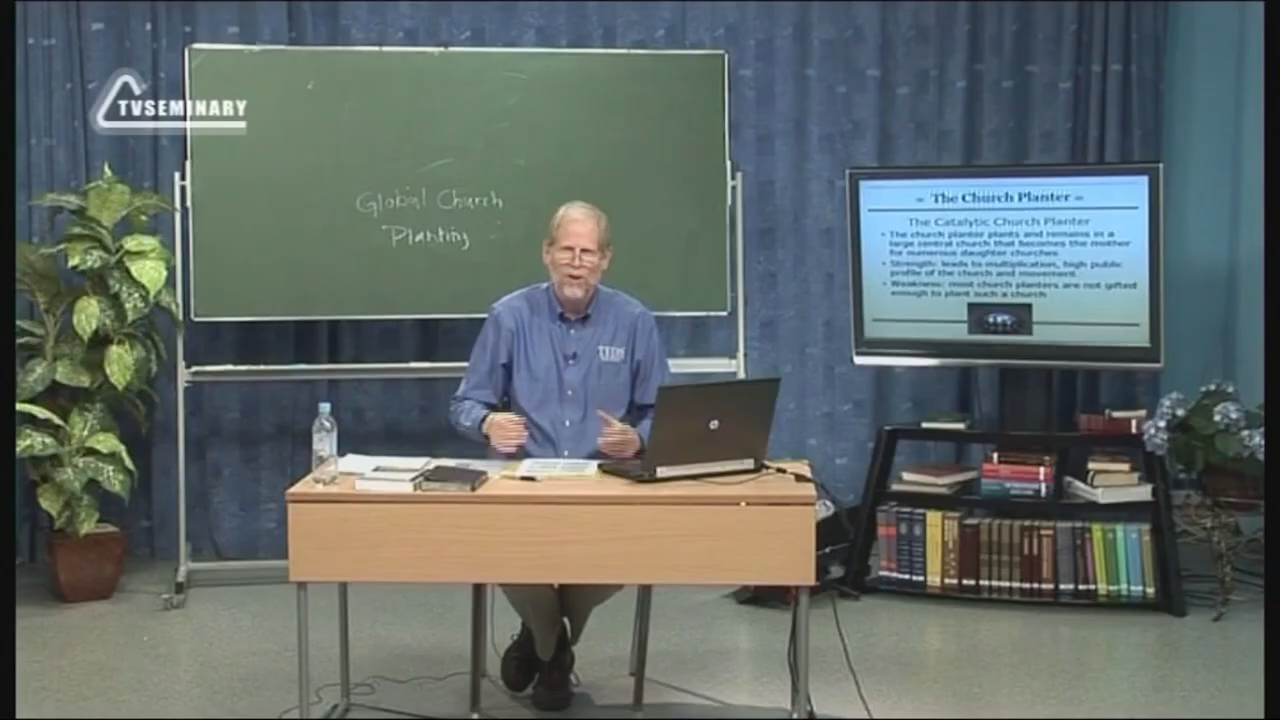 TVSEMINARY
Global Church
Planting
The Church Planter
The Catalytic Church Planter
• The church planter plants and remains in a
large central church that becomes the mother
for numerous daughter churches
• Strength: leads to multiplication, high public
profile of the church and movement.
• Weakness: most church planters are not gifted
enough to plant such a church
hp